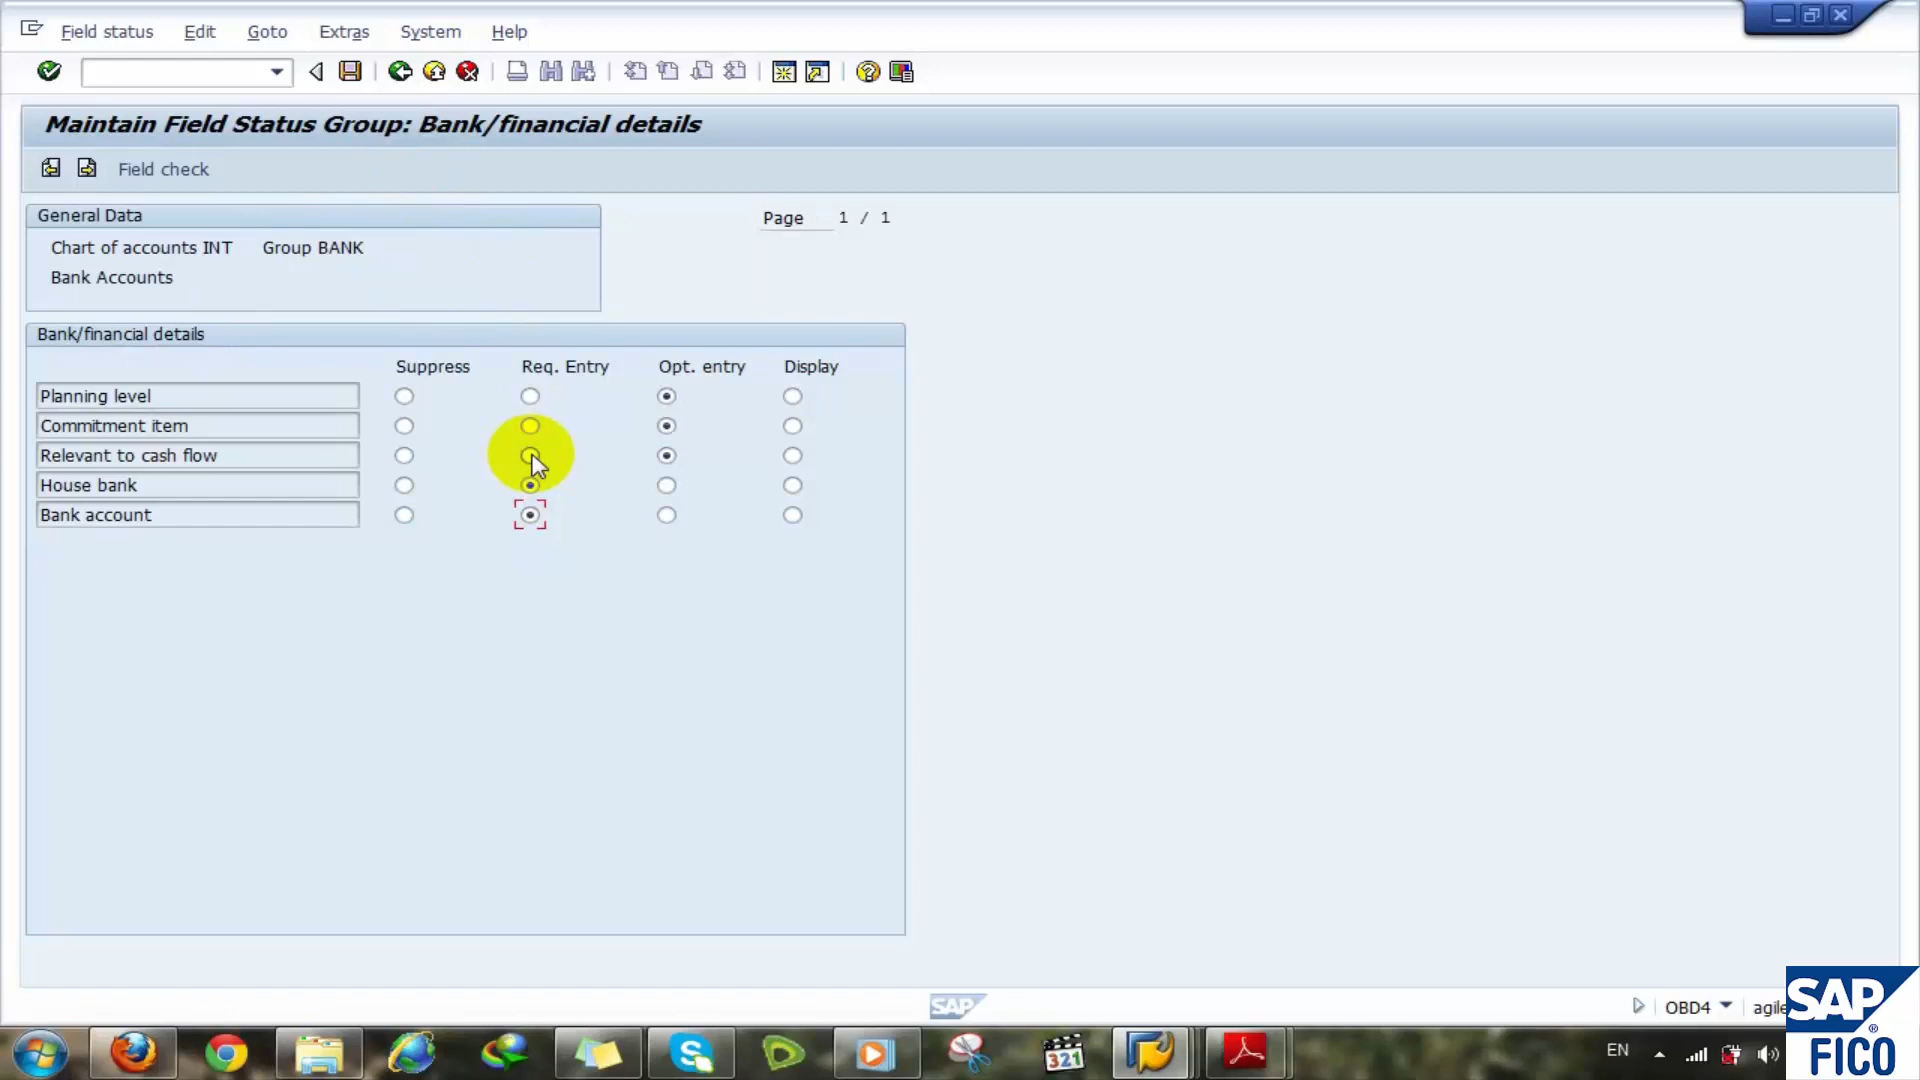 Field status Edit Goto Extras System Help
Maintain Field Status Group: Bank/financial details
Field check
General Data
Page 1 / 1
Chart of accounts INT Group BANK
Bank Accounts
Bank/financial details
Suppress Req. Entry Opt. entry Display
Planning level
Commitment item
Relevant to cash flow
House bank
Bank account
SAP
OBD4 agile
SAP
®
FICO
321
EN